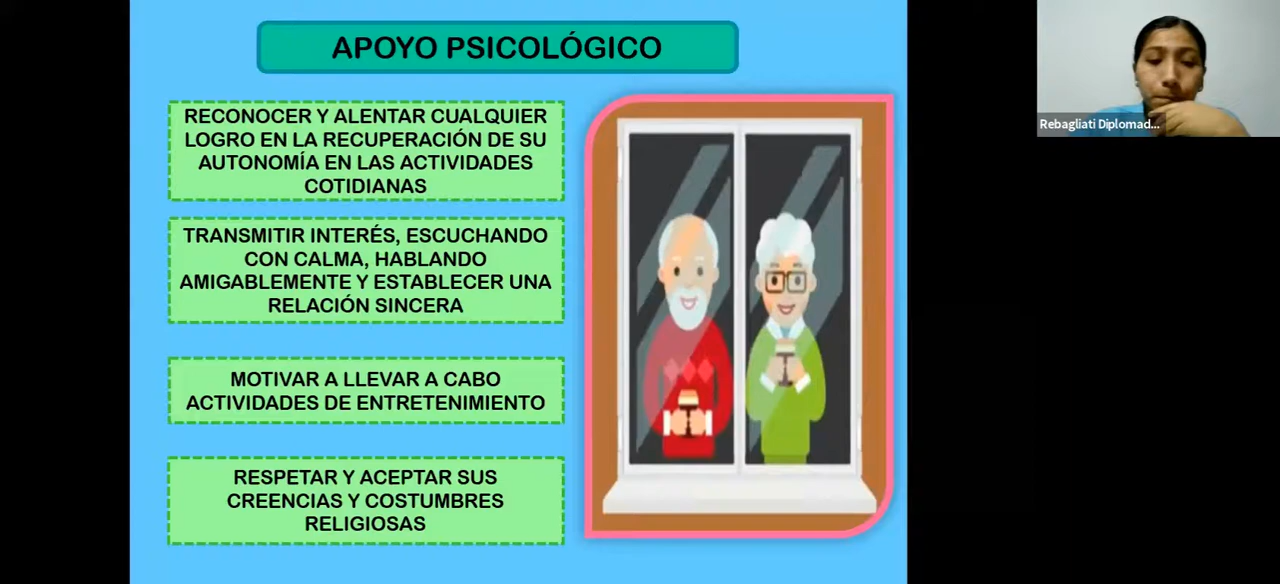 APOYO PSICOLÓGICO
RECONOCER Y ALENTAR CUALQUIER
LOGRO EN LA RECUPERACIÓN DE SU
AUTONOMÍA EN LAS ACTIVIDADES
COTIDIANAS
TRANSMITIR INTERÉS, ESCUCHANDO
CON CALMA, HABLANDO
AMIGABLEMENTE Y ESTABLECER UNA
RELACIÓN SINCERA
MOTIVAR A LLEVAR A CABO
ACTIVIDADES DE ENTRETENIMIENTO
RESPETAR Y ACEPTAR SUS
CREENCIAS Y COSTUMBRES
RELIGIOSAS
Rebagliati Diplomad...